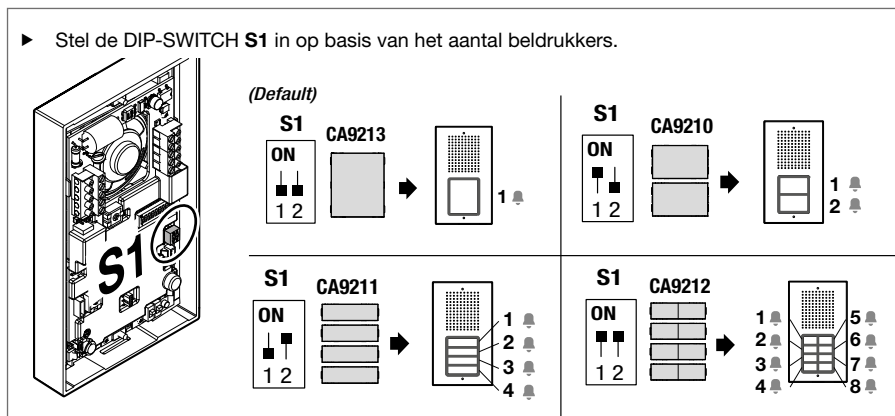 ► Stel de DIP-SWITCH S1 in op basis van het aantal beldrukkers.
S1
(Default)
S1 CA9213
ON
1 2
1
S1 CA9210
ON
1 2
1
2
S1 CA9211
ON
1 2
1
2
3
4
S1 CA9212
ON
1 2
1 5
2 6
3 7
4 8